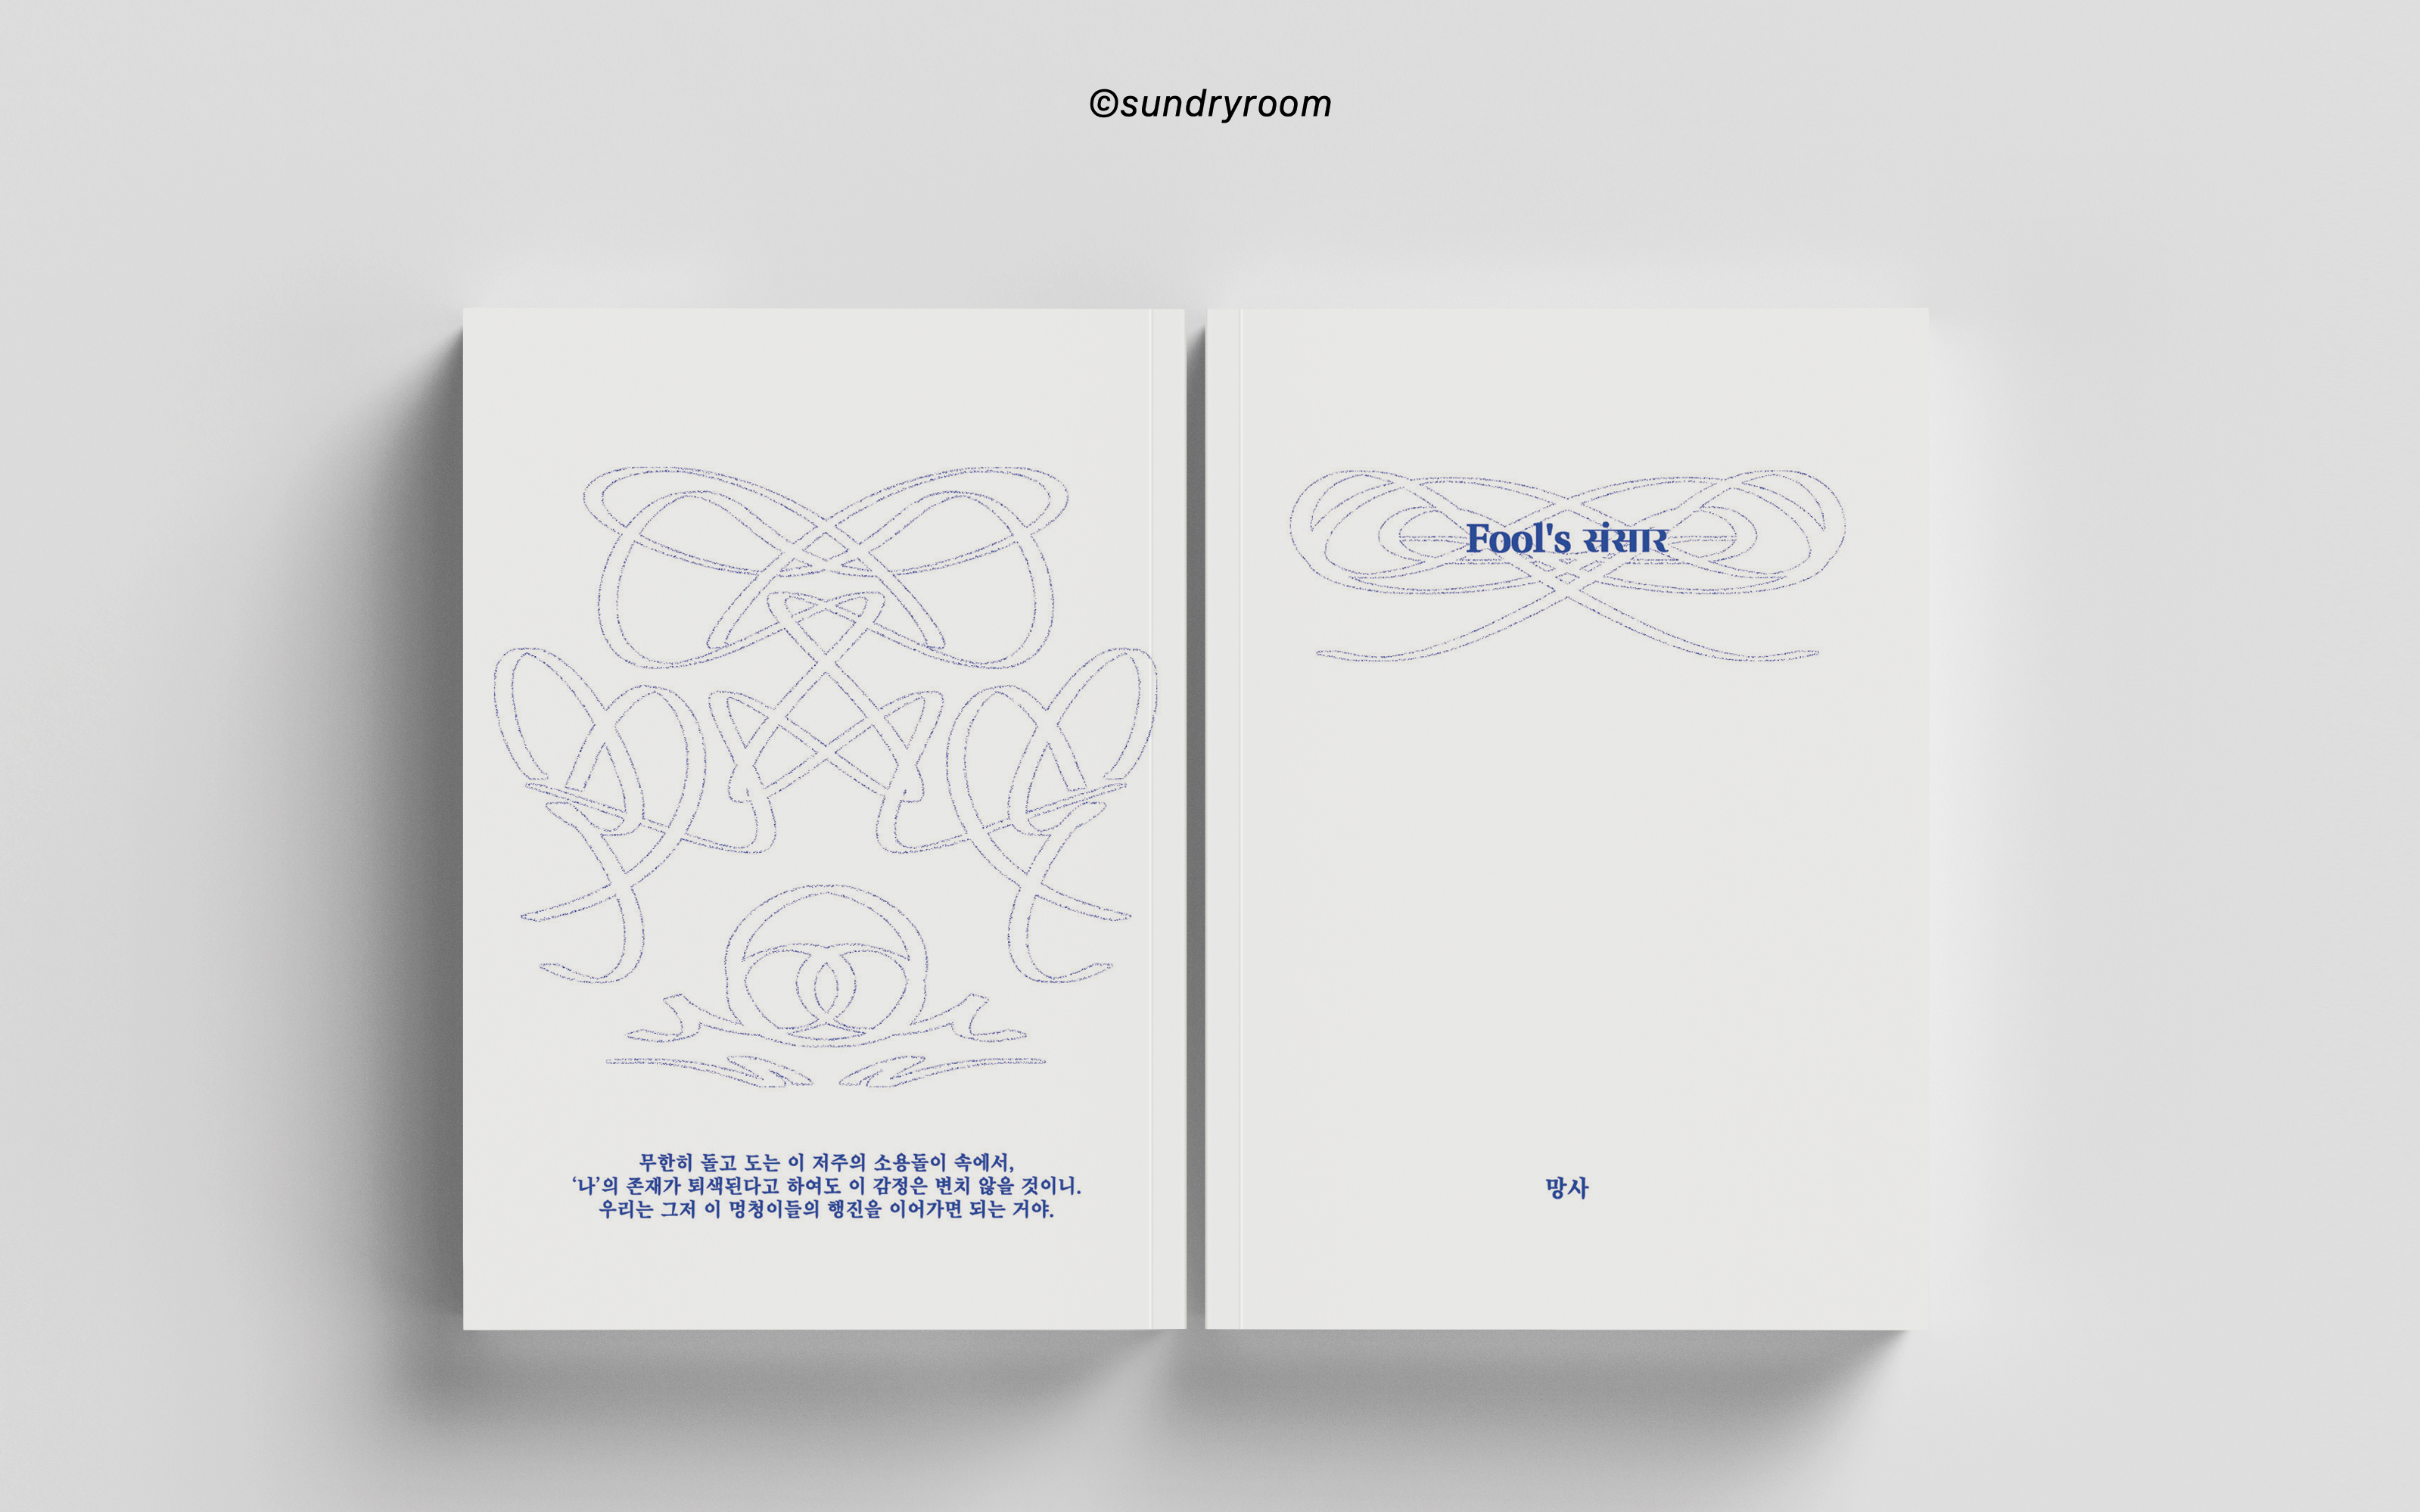 ©sundryroom
무한히 돌고 도는 이 저주의 소용돌이 속에서,
‘나’의 존재가 퇴색된다고 하여도 이 감정은 변치 않을 것이니.
우리는 그저 이 멍청이들의 행진을 이어가면 되는 거야.
Fool's संसार
망사